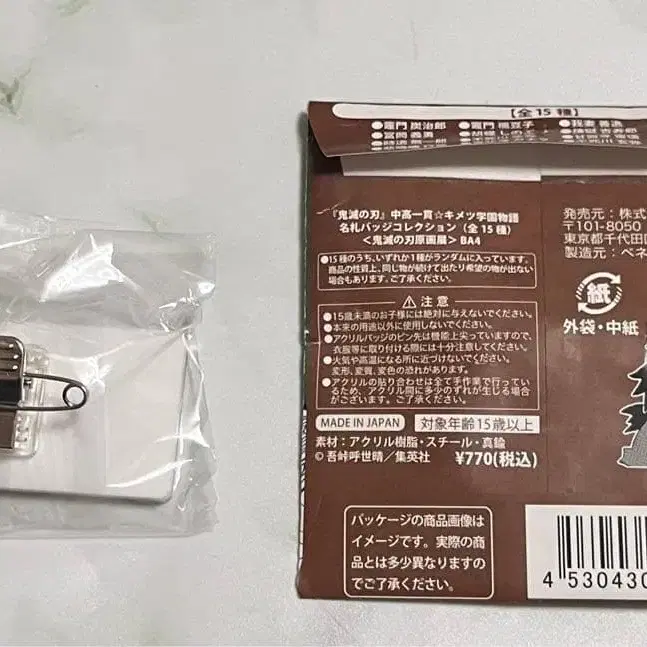 【全15種】
●竈門 炭治郎 ●竈門 禰豆子 ●我妻 善逸
●冨岡 義勇
『鬼滅の刃』中高一貫☆キメツ学園物語
名札バッジコレクション（全15種）
＜鬼滅の刃原画展＞BA4
●15種のうち、いずれか1種がランダムに入っています。
商品の性質上、同じ物が続けて出たり希望の物が出ない
場合もあります。ご了承ください。
⚠注意
●15歳未満のお子様には絶対に与えないでください。
●本来の用途以外に使用しないでください。
●アクリルバッジのピン先は機能上尖っていますので、
衣服等に取り付ける際には十分注意してください。
●火気や高温になる所に近づけないでください。
変形、変質、変色の恐れがあります。
●アクリルの貼り合わせは全て手作業で行ってい
るため、アクリル間に多少のずれが生じる場合
がございます。ご了承ください。
MADE IN JAPAN 対象年齢15歳以上
素材：アクリル樹脂・スチール・真鍮
© 吾峠呼世晴／集英社 ¥770(税込)
パッケージの商品画像は
イメージです。実際の商
品とは多少異なりますの
でご了承ください。
発売元：株式
〒101-8050
東京都千代田区
製造元：ベネ
紙
外袋・中紙
4 530430